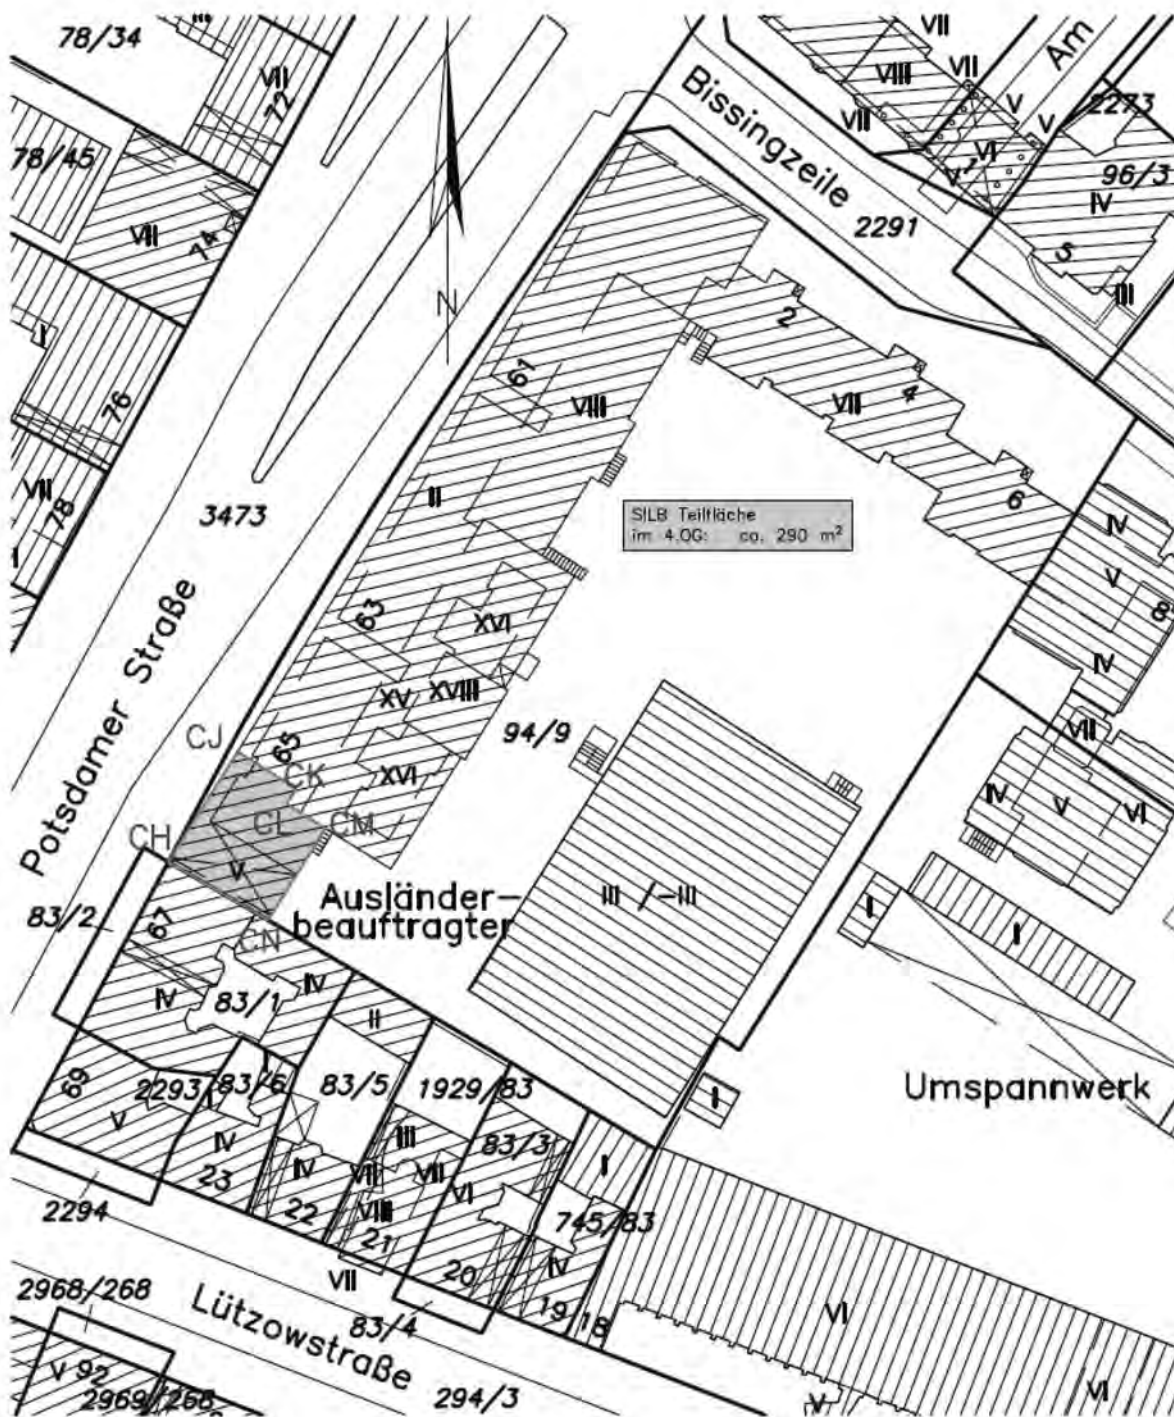 78/34
VII
72
VII
VIII
VII
VII
V
V
VI
V
Am
2273
96/3
IV
5
III
78/45
VII
74
N
Bissingzeile
2291
I
76
VII
78
I
3473
61
VIII
II
2
4
VII
6
SILB Teilfläche
im 4.OG: ca. 290 m²
IV
V
8
IV
VII
Potsdamer Straße
63
XVI
XV
XVIII
65
XVI
94/9
CJ
CK
CL
CM
CH
V
CN
IV
V
VI
83/2
67
Ausländer-
beauftragter
III /-III
I
I
IV
83/1
IV
II
69
2293
83/6
83/5
1929/83
V
IV
23
IV
22
III
VII
VII
VIII
21
83/3
VI
20
I
745/83
IV
19
18
I
Umspannwerk
2294
VII
2968/268
Lützowstraße
83/4
VI
V 92
2969/268
294/3
V
VI